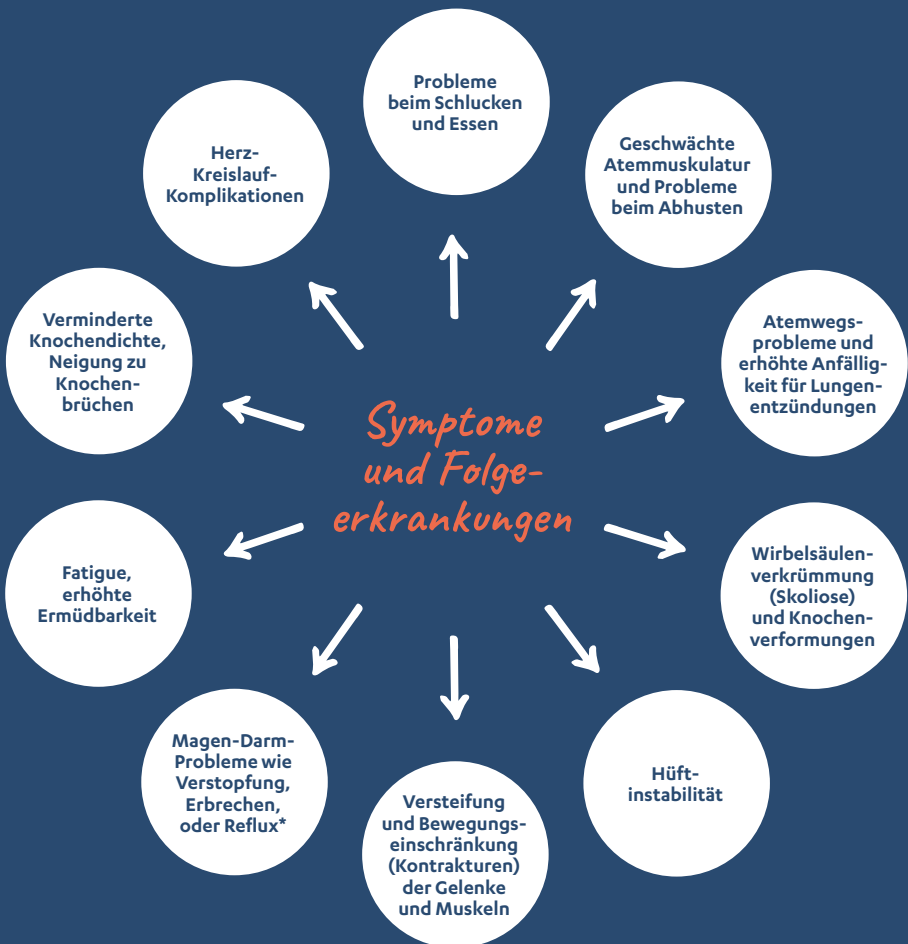 Symptome
und Folge-
erkrankungen
Probleme
beim Schlucken
und Essen
Geschwächte
Atemmuskulatur
und Probleme
beim Abhusten
Atemwegs-
probleme und
erhöhte Anfällig-
keit für Lungen-
entzündungen
Wirbelsäulen-
verkrümmung
(Skoliose)
und Knochen-
verformungen
Hüft-
instabilität
Versteifung
und Bewegungs-
einschränkung
(Kontrakturen)
der Gelenke
und Muskeln
Magen-Darm-
Probleme wie
Verstopfung,
Erbrechen,
oder Reflux*
Fatigue,
erhöhte
Ermüdbarkeit
Verminderte
Knochendichte,
Neigung zu
Knochen-
brüchen
Herz-
Kreislauf-
Komplikationen